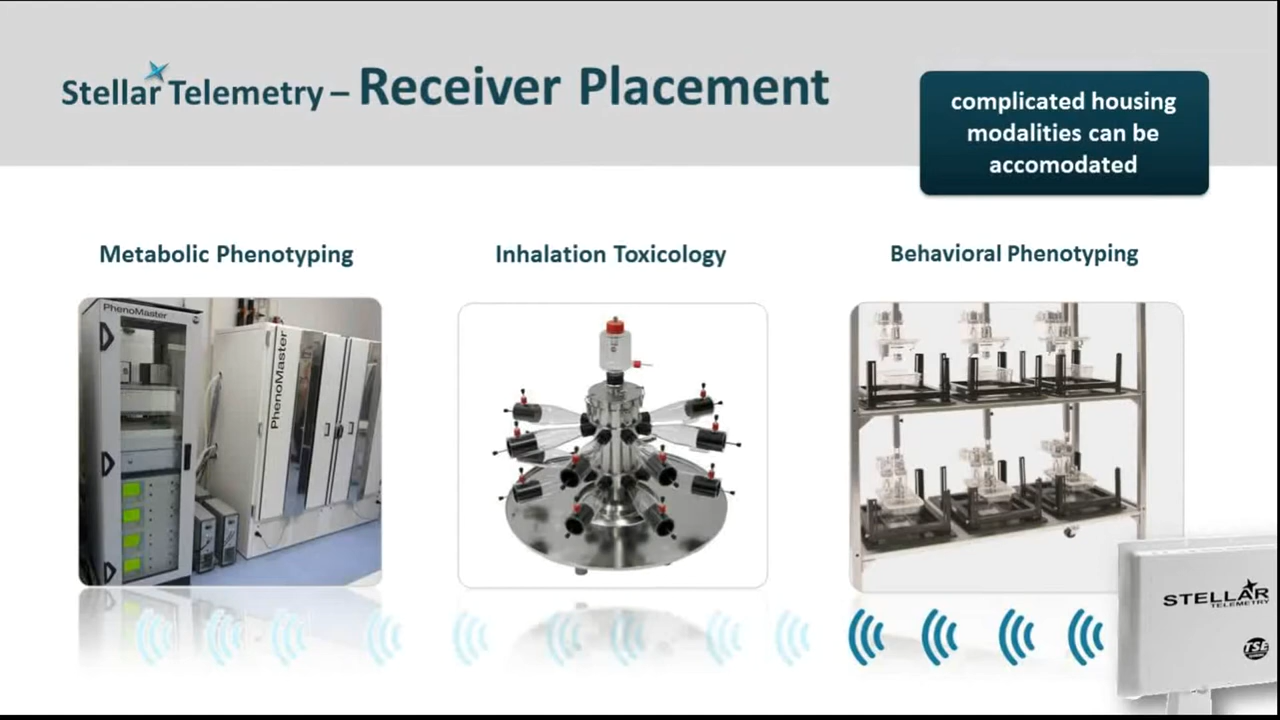 Stellar Telemetry – Receiver Placement
complicated housing
modalities can be
accomodated
Metabolic Phenotyping
Inhalation Toxicology
Behavioral Phenotyping
PhenoMaster
PhenoMaster
STELLAR
TELEMETRY
TSE